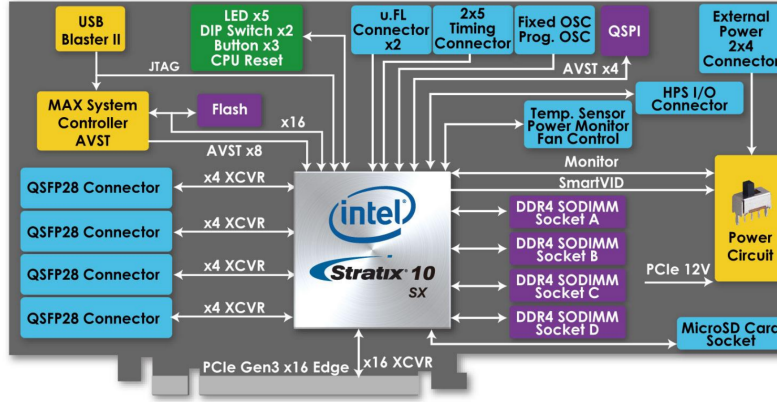 USB
Blaster II
LED x5
DIP Switch x2
Button x3
CPU Reset
u.FL
Connector
x2
2x5
Timing
Connector
Fixed OSC
Prog. OSC
QSPI
External
Power
2x4
Connector
JTAG
AVST x4
MAX System
Controller
AVST
Flash
x16
HPS I/O
Connector
Temp. Sensor
Power Monitor
Fan Control
AVST x8
Monitor
SmartVID
QSFP28 Connector
x4 XCVR
QSFP28 Connector
x4 XCVR
QSFP28 Connector
x4 XCVR
QSFP28 Connector
x4 XCVR
intel
Stratix 10
SX
DDR4 SODIMM
Socket A
DDR4 SODIMM
Socket B
DDR4 SODIMM
Socket C
DDR4 SODIMM
Socket D
Power
Circuit
PCIe 12V
MicroSD Card
Socket
PCIe Gen3 x16 Edge
x16 XCVR